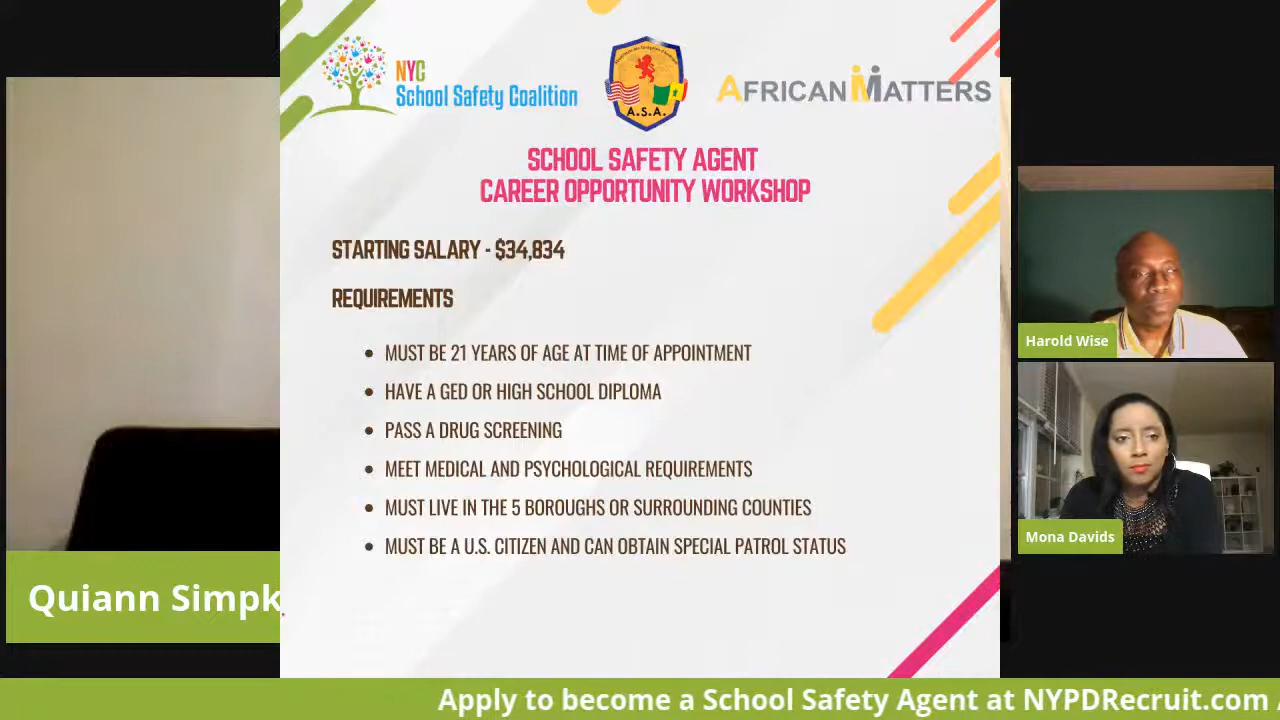 NYC
School Safety Coalition
A.S.A.
AFRICAN MATTERS
SCHOOL SAFETY AGENT
CAREER OPPORTUNITY WORKSHOP
STARTING SALARY - $34,834
REQUIREMENTS
MUST BE 21 YEARS OF AGE AT TIME OF APPOINTMENT
HAVE A GED OR HIGH SCHOOL DIPLOMA
PASS A DRUG SCREENING
MEET MEDICAL AND PSYCHOLOGICAL REQUIREMENTS
MUST LIVE IN THE 5 BOROUGHS OR SURROUNDING COUNTIES
MUST BE A U.S. CITIZEN AND CAN OBTAIN SPECIAL PATROL STATUS
Harold Wise
Mona Davids
Quiann Simpk
Apply to become a School Safety Agent at NYPDRecruit.com